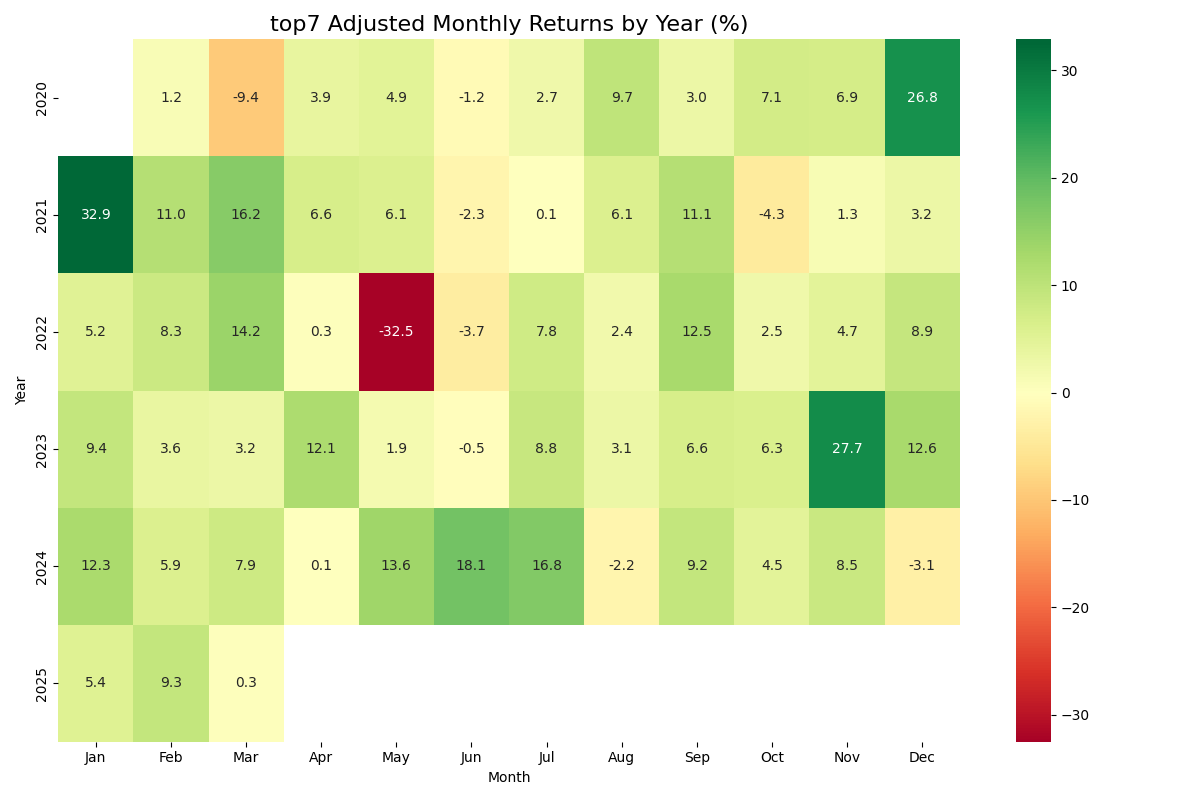 top7 Adjusted Monthly Returns by Year (%)
2020 1.2 -9.4 3.9 4.9 -1.2 2.7 9.7 3.0 7.1 6.9 26.8
2021 32.9 11.0 16.2 6.6 6.1 -2.3 0.1 6.1 11.1 -4.3 1.3 3.2
2022 5.2 8.3 14.2 0.3 -32.5 -3.7 7.8 2.4 12.5 2.5 4.7 8.9
2023 9.4 3.6 3.2 12.1 1.9 -0.5 8.8 3.1 6.6 6.3 27.7 12.6
2024 12.3 5.9 7.9 0.1 13.6 18.1 16.8 -2.2 9.2 4.5 8.5 -3.1
2025 5.4 9.3 0.3
Jan Feb Mar Apr May Jun Jul Aug Sep Oct Nov Dec
Month
Year
30
20
10
0
−10
−20
−30